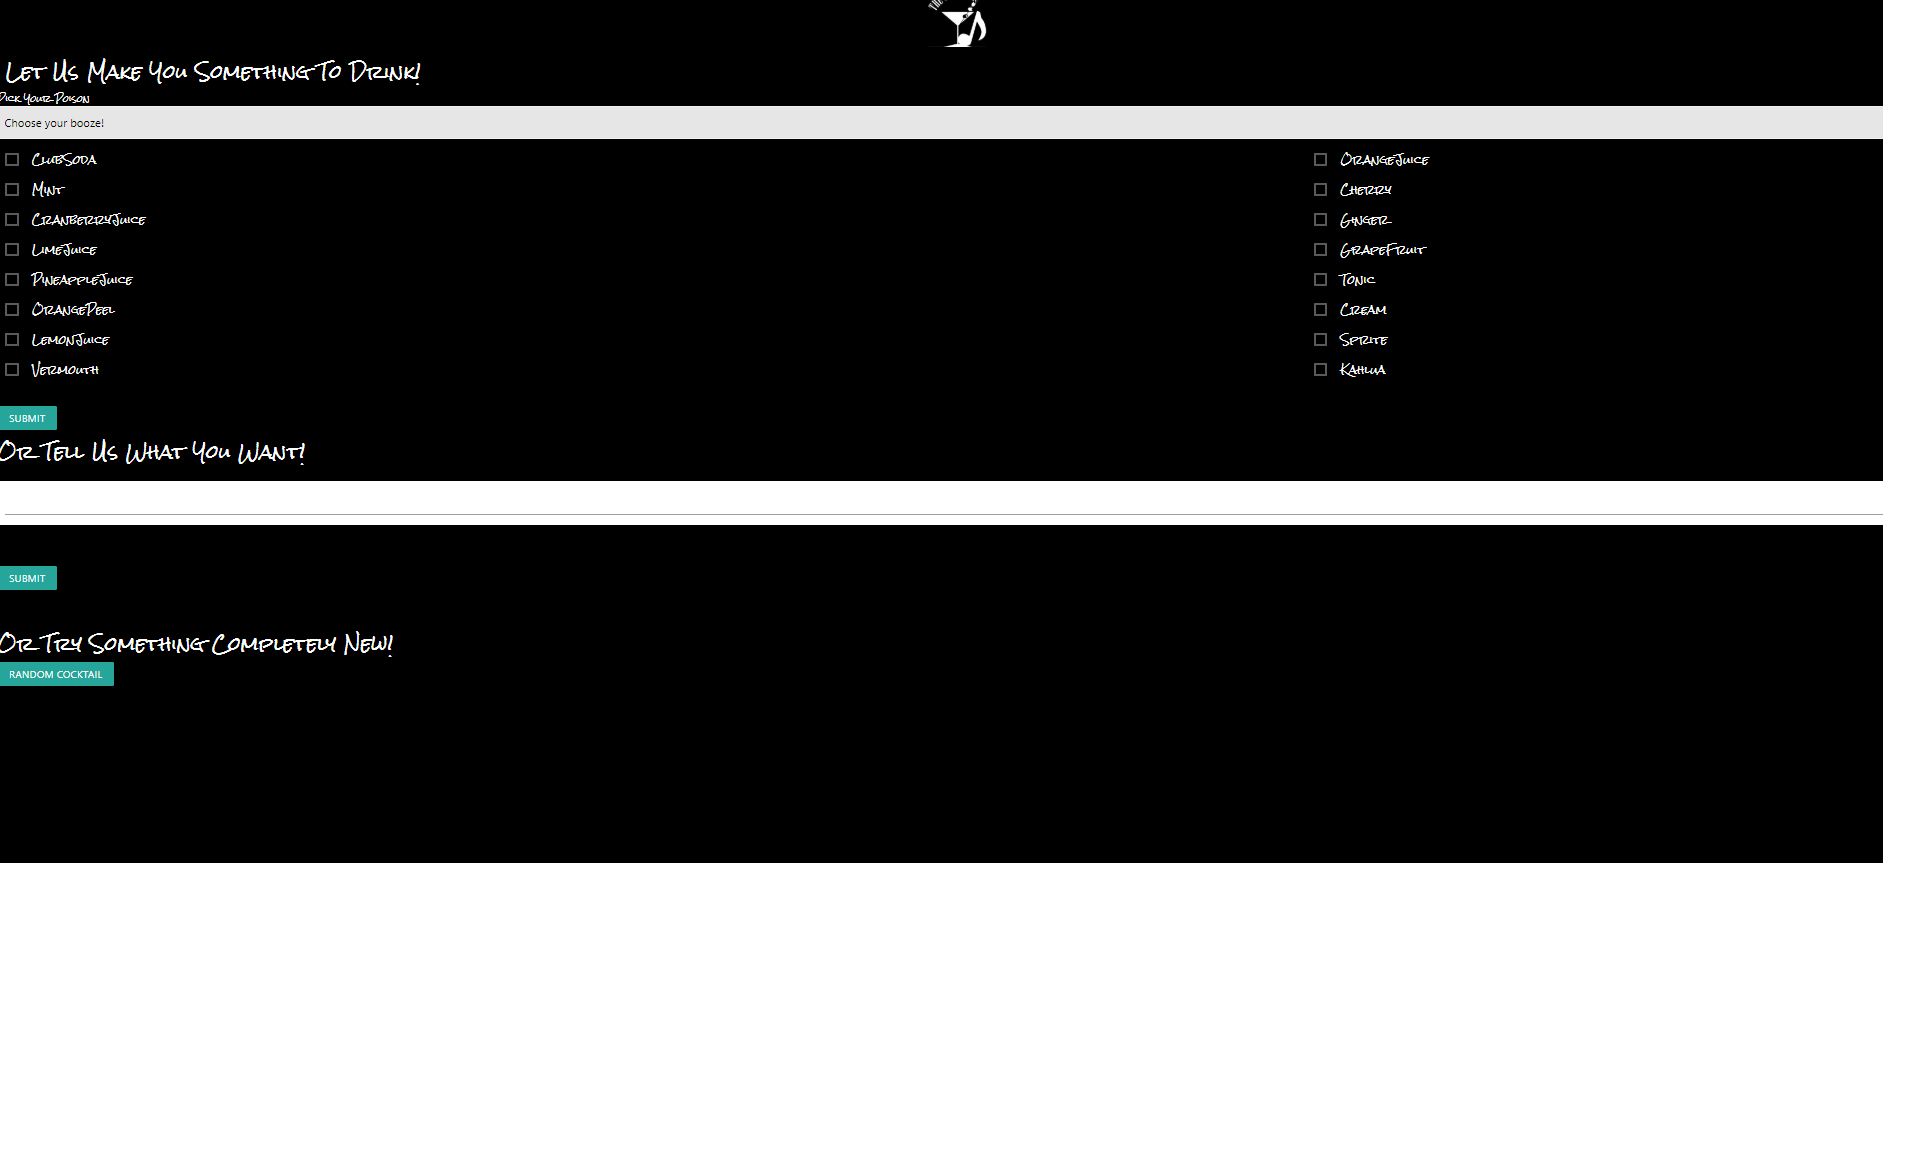 Let Us Make You Something To Drink!
Pick Your Poison
Choose your booze!
ClubSoda
Mint
CranberryJuice
LimeJuice
PineappleJuice
OrangePeel
LemonJuice
Vermouth
OrangeJuice
Cherry
Ginger
GrapeFruit
Tonic
Cream
Sprite
Kahlua
SUBMIT
Or Tell Us What You Want!
SUBMIT
Or Try Something Completely New!
RANDOM COCKTAIL